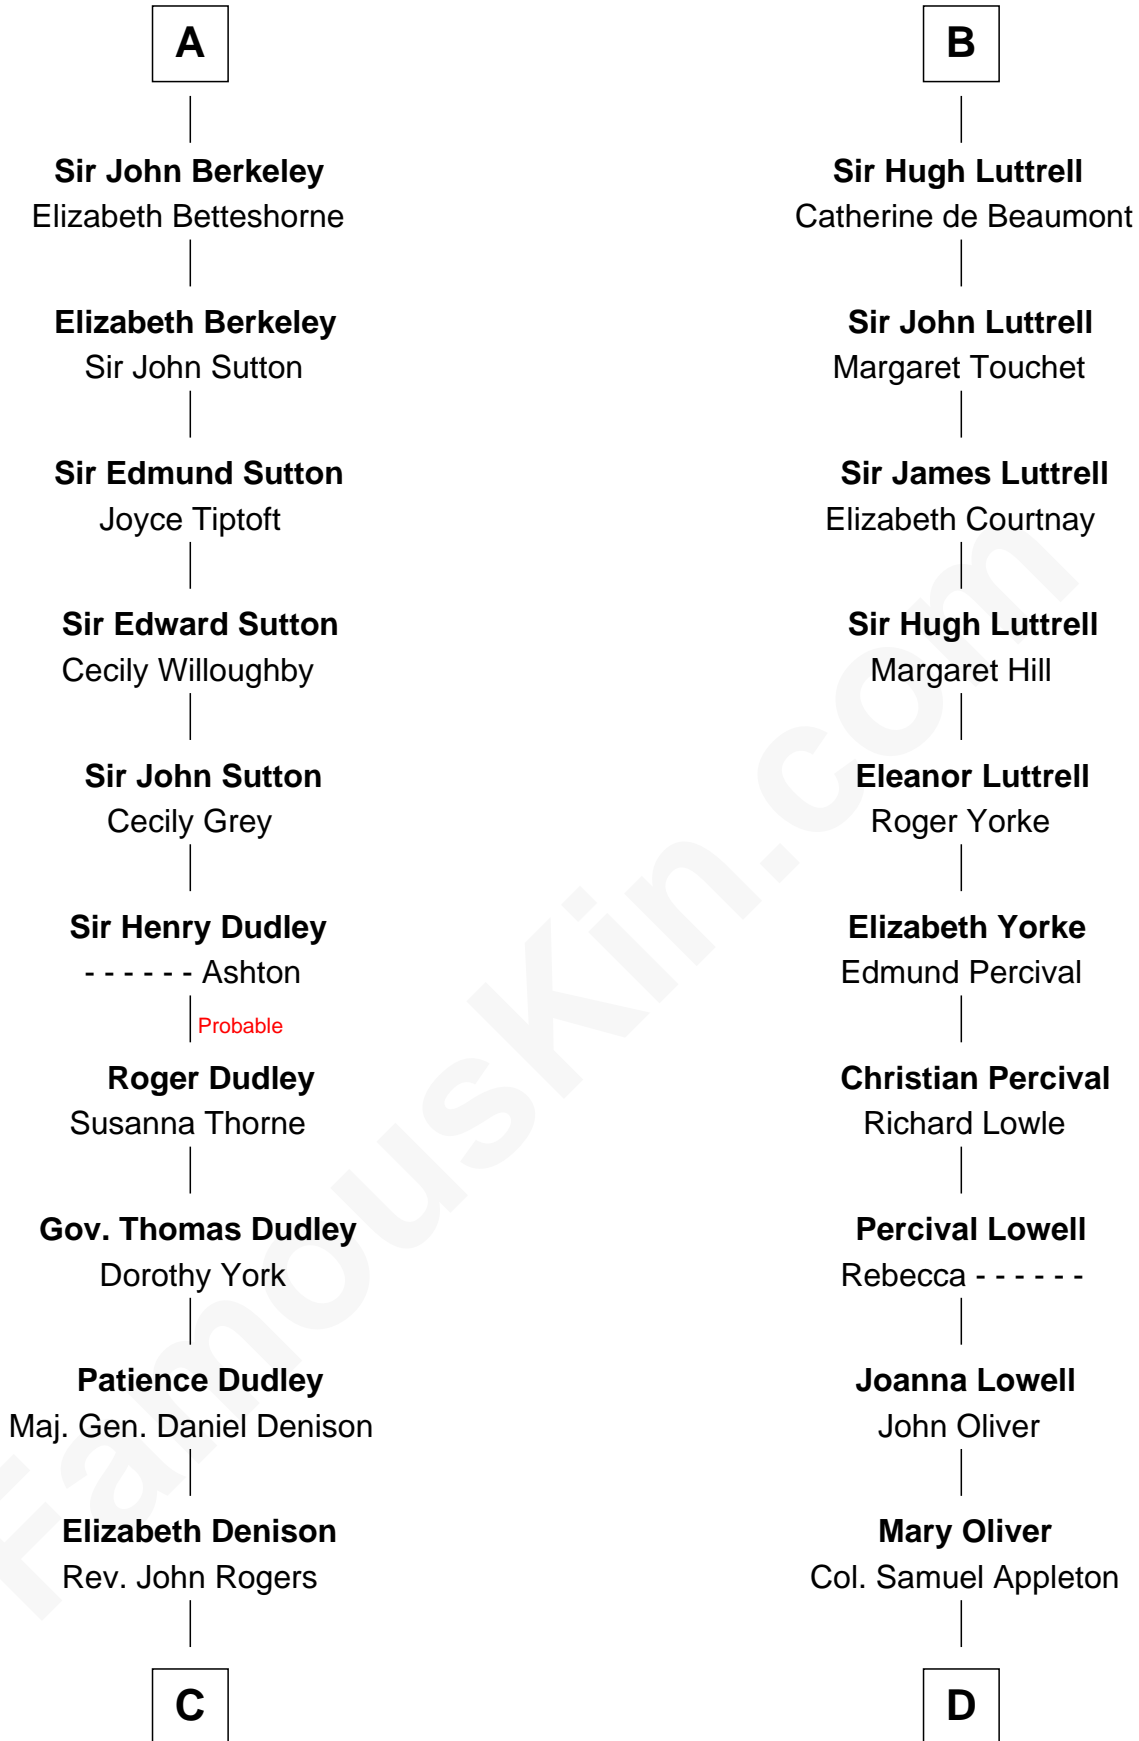 A
Sir John Berkeley
Elizabeth Betteshorne
Elizabeth Berkeley
Sir John Sutton
Sir Edmund Sutton
Joyce Tiptoft
Sir Edward Sutton
Cecily Willoughby
Sir John Sutton
Cecily Grey
Sir Henry Dudley
- - - - - - Ashton
Probable
Roger Dudley
Susanna Thorne
Gov. Thomas Dudley
Dorothy York
Patience Dudley
Maj. Gen. Daniel Denison
Elizabeth Denison
Rev. John Rogers
C
B
Sir Hugh Luttrell
Catherine de Beaumont
Sir John Luttrell
Margaret Touchet
Sir James Luttrell
Elizabeth Courtnay
Sir Hugh Luttrell
Margaret Hill
Eleanor Luttrell
Roger Yorke
Elizabeth Yorke
Edmund Percival
Christian Percival
Richard Lowle
Percival Lowell
Rebecca - - - - - -
Joanna Lowell
John Oliver
Mary Oliver
Col. Samuel Appleton
D
FamousKin.com